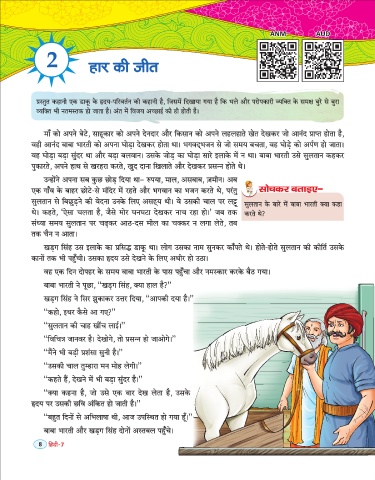 ANM
AUD
2
हार की जीत
प्रस्तुत कहानी एक डाकू के हृदय-परिवर्तन की कहानी है, जिसमें दिखाया गया है कि भले और परोपकारी व्यक्ति के समक्ष बुरे से बुरा
व्यक्ति भी नतमस्तक हो जाता है। अंत में विजय अच्छाई की ही होती है।
माँ को अपने बेटे, साहूकार को अपने देनदार और किसान को अपने लहलहाते खेत देखकर जो आनंद प्राप्त होता है,
वही आनंद बाबा भारती को अपना घोड़ा देखकर होता था। भगवद्भजन से जो समय बचता, वह घोड़े को अर्पण हो जाता।
वह घोड़ा बड़ा सुंदर था और बड़ा बलवान। उसके जोड़ का घोड़ा सारे इलाके में न था। बाबा भारती उसे सुलतान कहकर
पुकारते, अपने हाथ से खरहरा करते, खुद दाना खिलाते और देखकर प्रसन्न होते थे।
उन्होंने अपना सब कुछ छोड़ दिया था– रुपया, माल, असबाब, ज़मीन। अब
एक गाँव के बाहर छोटे-से मंदिर में रहते और भगवान का भजन करते थे, परंतु
सुलतान से बिछुड़ने की वेदना उनके लिए असह्य थी। वे उसकी चाल पर लट्टू
थे। कहते, 'ऐसा चलता है, जैसे मोर घनघटा देखकर नाच रहा हो।' जब तक
संध्या समय सुलतान पर चढ़कर आठ-दस मील का चक्कर न लगा लेते, तब
तक चैन न आता।
सोचकर बताइए–
सुलतान के बारे में बाबा भारती क्या कहा
करते थे?
खड्ग सिंह उस इलाके का प्रसिद्ध डाकू था। लोग उसका नाम सुनकर काँपते थे। होते-होते सुलतान की कीर्ति उसके
कानों तक भी पहुँची। उसका हृदय उसे देखने के लिए अधीर हो उठा।
वह एक दिन दोपहर के समय बाबा भारती के पास पहुँचा और नमस्कार करके बैठ गया।
बाबा भारती ने पूछा, "खड्ग सिंह, क्या हाल है?"
खड्ग सिंह ने सिर झुकाकर उत्तर दिया, "आपकी दया है।"
"कहो, इधर कैसे आ गए?"
"सुलतान की चाह खींच लाई।"
"विचित्र जानवर है। देखोगे, तो प्रसन्न हो जाओगे।"
"मैंने भी बड़ी प्रशंसा सुनी है।"
"उसकी चाल तुम्हारा मन मोह लेगी।"
"कहते हैं, देखने में भी बड़ा सुंदर है।"
"क्या कहना है, जो उसे एक बार देख लेता है, उसके
हृदय पर उसकी छवि अंकित हो जाती है।"
"बहुत दिनों से अभिलाषा थी, आज उपस्थित हो गया हूँ।"
बाबा भारती और खड्ग सिंह दोनों अस्तबल पहुँचे।
8 हिंदी-7